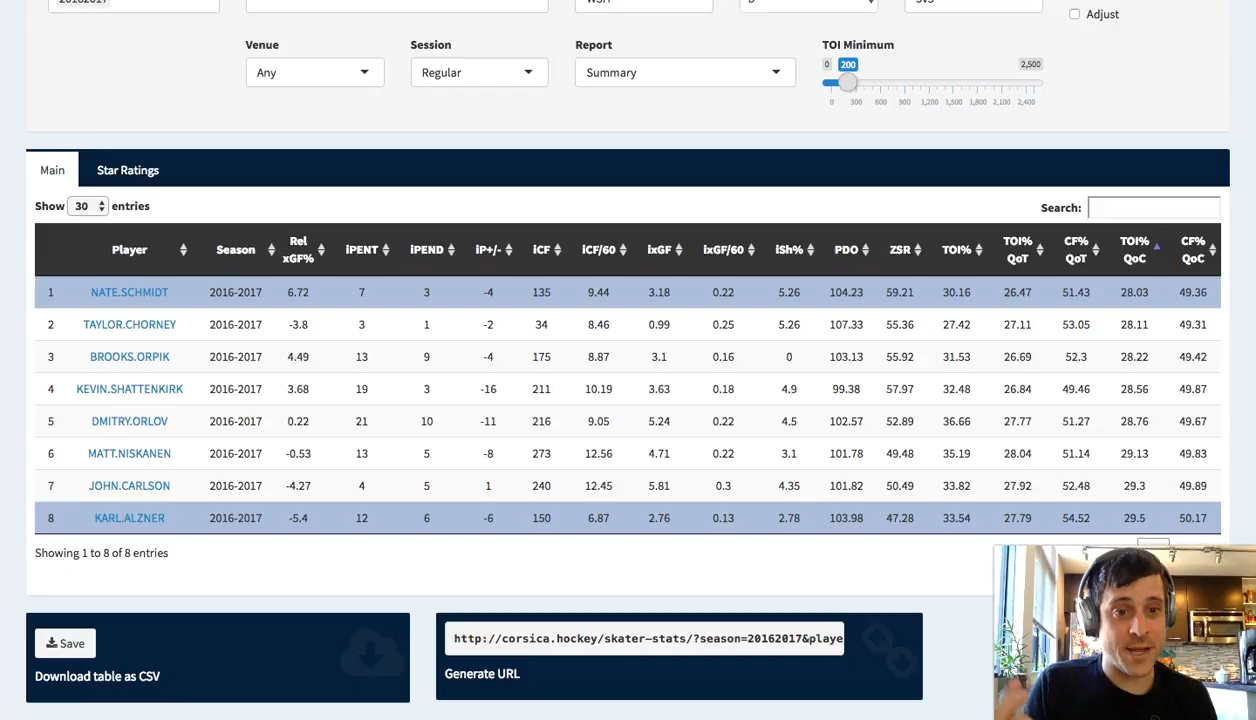 20162017
WSH
D
5v5
Adjust
Venue Session Report TOI Minimum
Any Regular Summary 0 200 2,500
0 300 600 900 1,200 1,500 1,800 2,100 2,400
Main Star Ratings
Show 30 entries Search:
Player Season Rel xGF% iPENT iPEND iP+/- iCF iCF/60 ixGF ixGF/60 iSh% PDO ZSR TOI% TOI% QoT CF% QoT TOI% QoC CF% QoC
1 NATE.SCHMIDT 2016-2017 6.72 7 3 -4 135 9.44 3.18 0.22 5.26 104.23 59.21 30.16 26.47 51.43 28.03 49.36
2 TAYLOR.CHORNEY 2016-2017 -3.8 3 1 -2 34 8.46 0.99 0.25 5.26 107.33 55.36 27.42 27.11 53.05 28.11 49.31
3 BROOKS.ORPIK 2016-2017 4.49 13 9 -4 175 8.87 3.1 0.16 0 103.13 55.92 31.53 26.69 52.3 28.22 49.42
4 KEVIN.SHATTENKIRK 2016-2017 3.68 19 3 -16 211 10.19 3.63 0.18 4.9 99.38 57.97 32.48 26.84 49.46 28.56 49.87
5 DMITRY.ORLOV 2016-2017 0.22 21 10 -11 216 9.05 5.24 0.22 4.5 102.57 52.89 36.66 27.77 51.27 28.76 49.67
6 MATT.NISKANEN 2016-2017 -0.53 13 5 -8 273 12.56 4.71 0.22 3.1 101.78 49.48 35.19 28.04 51.14 29.13 49.83
7 JOHN.CARLSON 2016-2017 -4.27 4 5 1 240 12.45 5.81 0.3 4.35 101.82 50.49 33.82 27.92 52.48 29.3 49.89
8 KARL.ALZNER 2016-2017 -5.4 12 6 -6 150 6.87 2.76 0.13 2.78 103.98 47.28 33.54 27.79 54.52 29.5 50.17
Showing 1 to 8 of 8 entries
Save
Download table as CSV
http://corsica.hockey/skater-stats/?season=20162017&playe
Generate URL